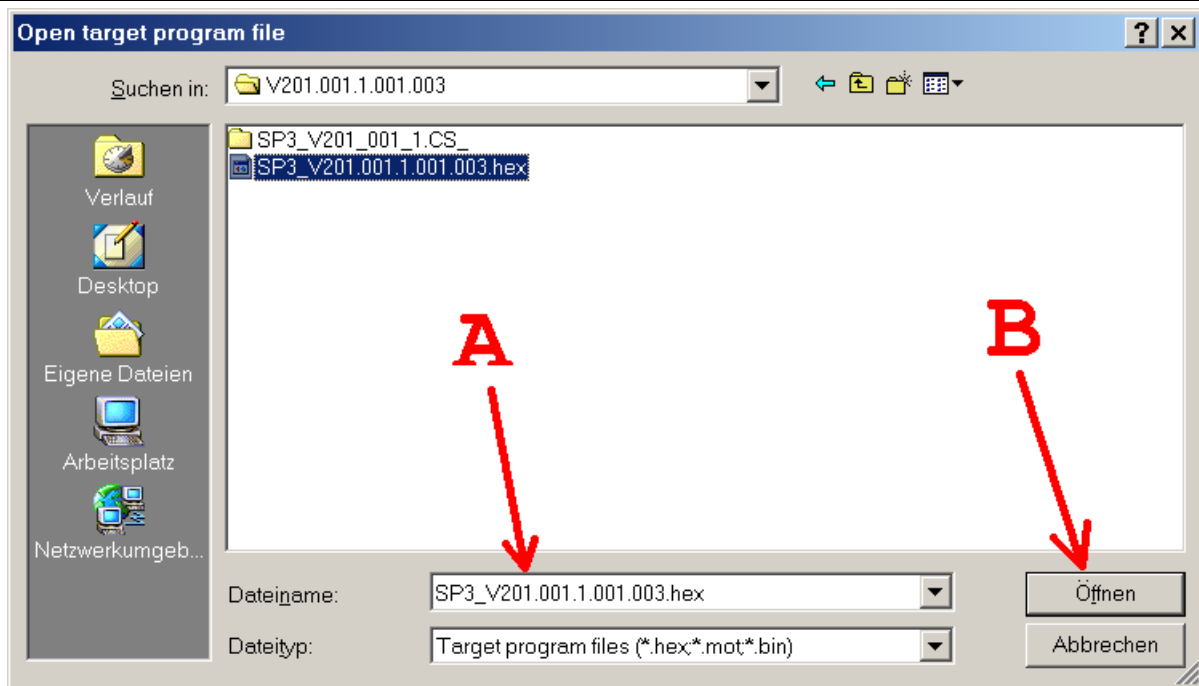 Open target program file
Suchen in: V201.001.1.001.003
SP3_V201_001_1.CS_
SP3_V201.001.1.001.003.hex
Verlauf
Desktop
Eigene Dateien
Arbeitsplatz
Netzwerkumgeb...
A
B
Dateiname: SP3_V201.001.1.001.003.hex Öffnen
Dateityp: Target program files (*.hex;*.mot;*.bin) Abbrechen